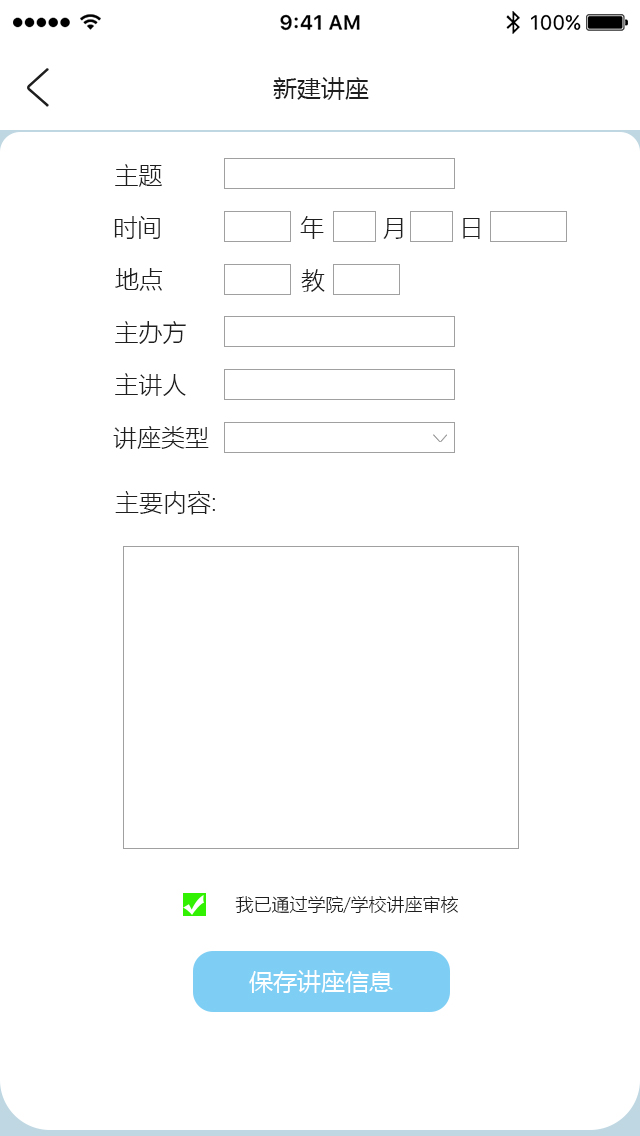 9:41 AM 100%
新建讲座
主题
时间 年 月 日
地点 教
主办方
主讲人
讲座类型
主要内容:
我已通过学院/学校讲座审核
保存讲座信息